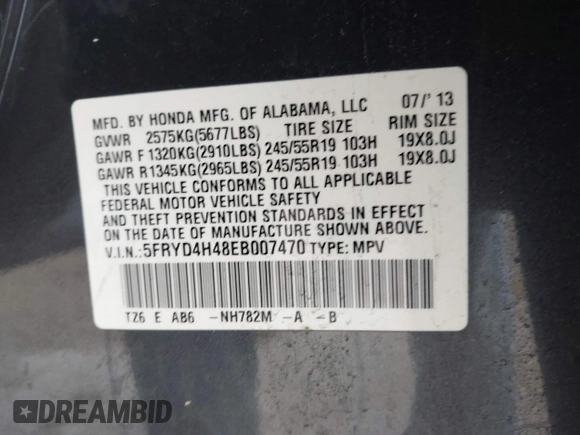 MFD. BY HONDA MFG. OF ALABAMA, LLC 07/'13
GVWR 2575KG(5677LBS) TIRE SIZE RIM SIZE
GAWR F1320KG(2910LBS)245/55R19 103H 19X8.0J
GAWR R1345KG(2965LBS)245/55R19 103H 19X8.0J
THIS VEHICLE CONFORMS TO ALL APPLICABLE
FEDERAL MOTOR VEHICLE SAFETY
AND THEFT PREVENTION STANDARDS IN EFFECT
ON THE DATE OF MANUFACTURE SHOWN ABOVE.
V.I.N.:5FRYD4H48EB007470 TYPE: MPV
TZ6 E AB6 -NH782M -A -B
DREAMBID